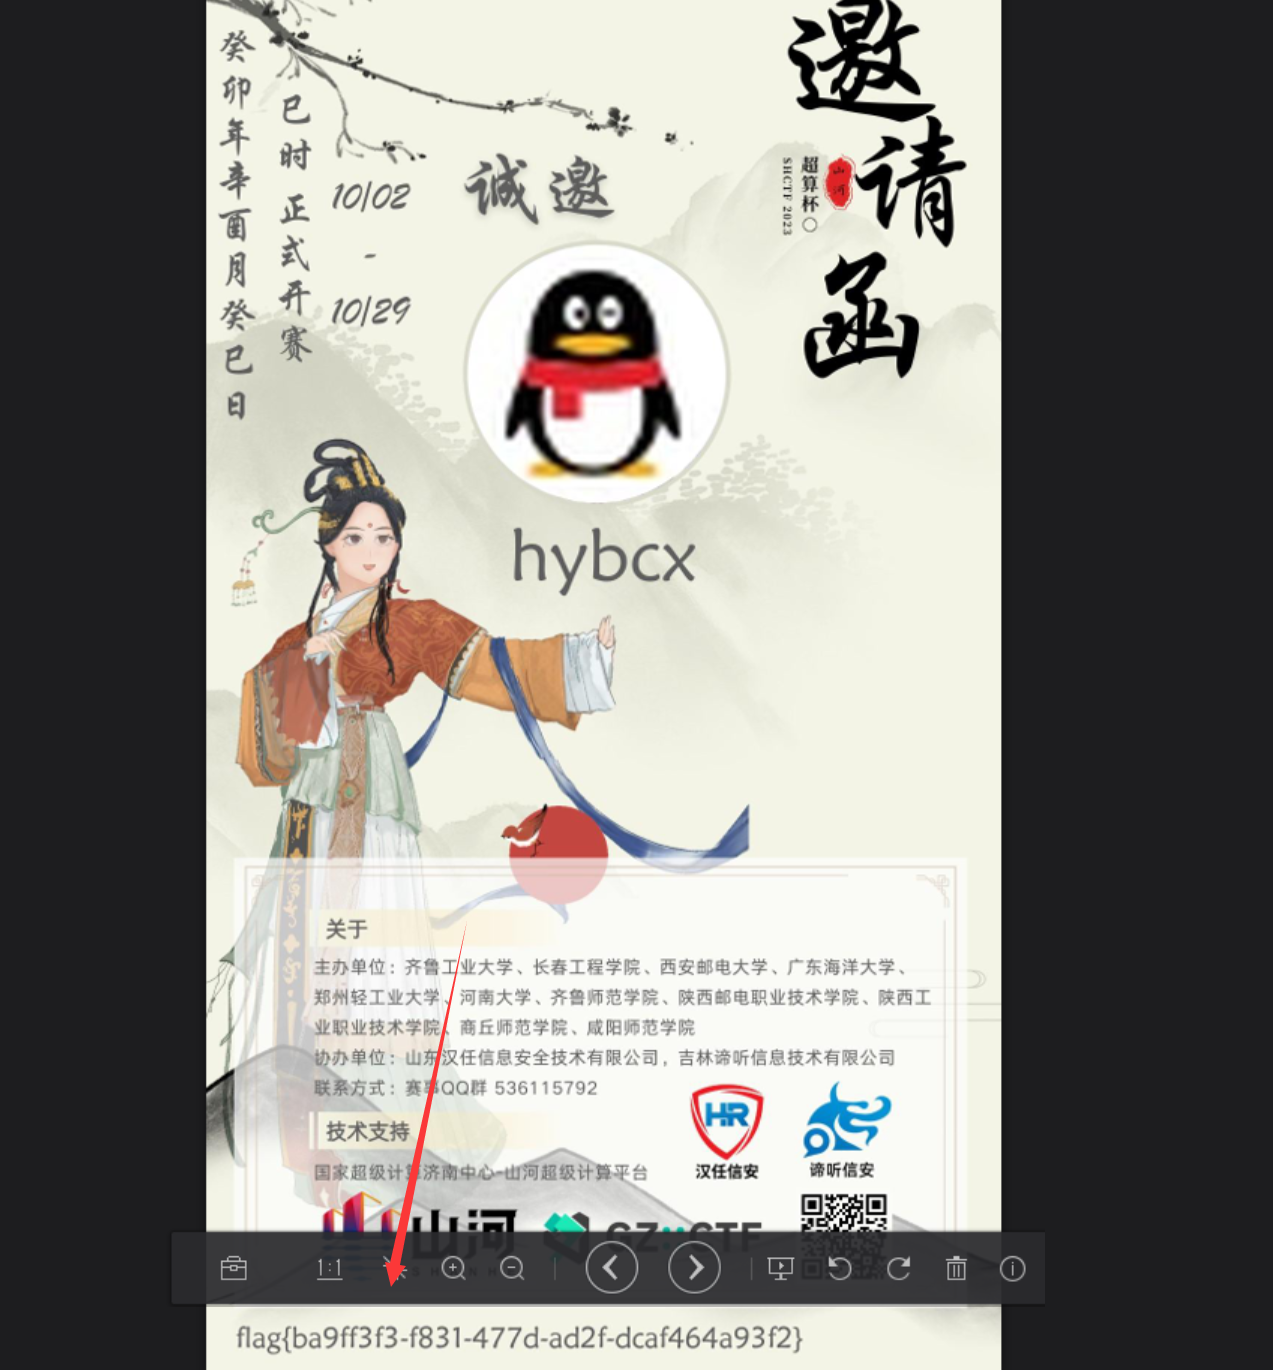 癸卯年辛酉月癸巳日
巳时 正式开赛
10/02
-
10/29
诚邀
邀请函
超算杯〇
SHCTF 2023
山河
hybcx
关于
主办单位：齐鲁工业大学、长春工程学院、西安邮电大学、广东海洋大学、
郑州轻工业大学、河南大学、齐鲁师范学院、陕西邮电职业技术学院、陕西工
业职业技术学院、商丘师范学院、咸阳师范学院
协办单位：山东汉任信息安全技术有限公司，吉林谛听信息技术有限公司
联系方式：赛事QQ群 536115792
HR
汉任信安
谛听信安
技术支持
国家超级计算济南中心-山河超级计算平台
山河
GZ::CTF
1:1
flag{ba9ff3f3-f831-477d-ad2f-dcaf464a93f2}